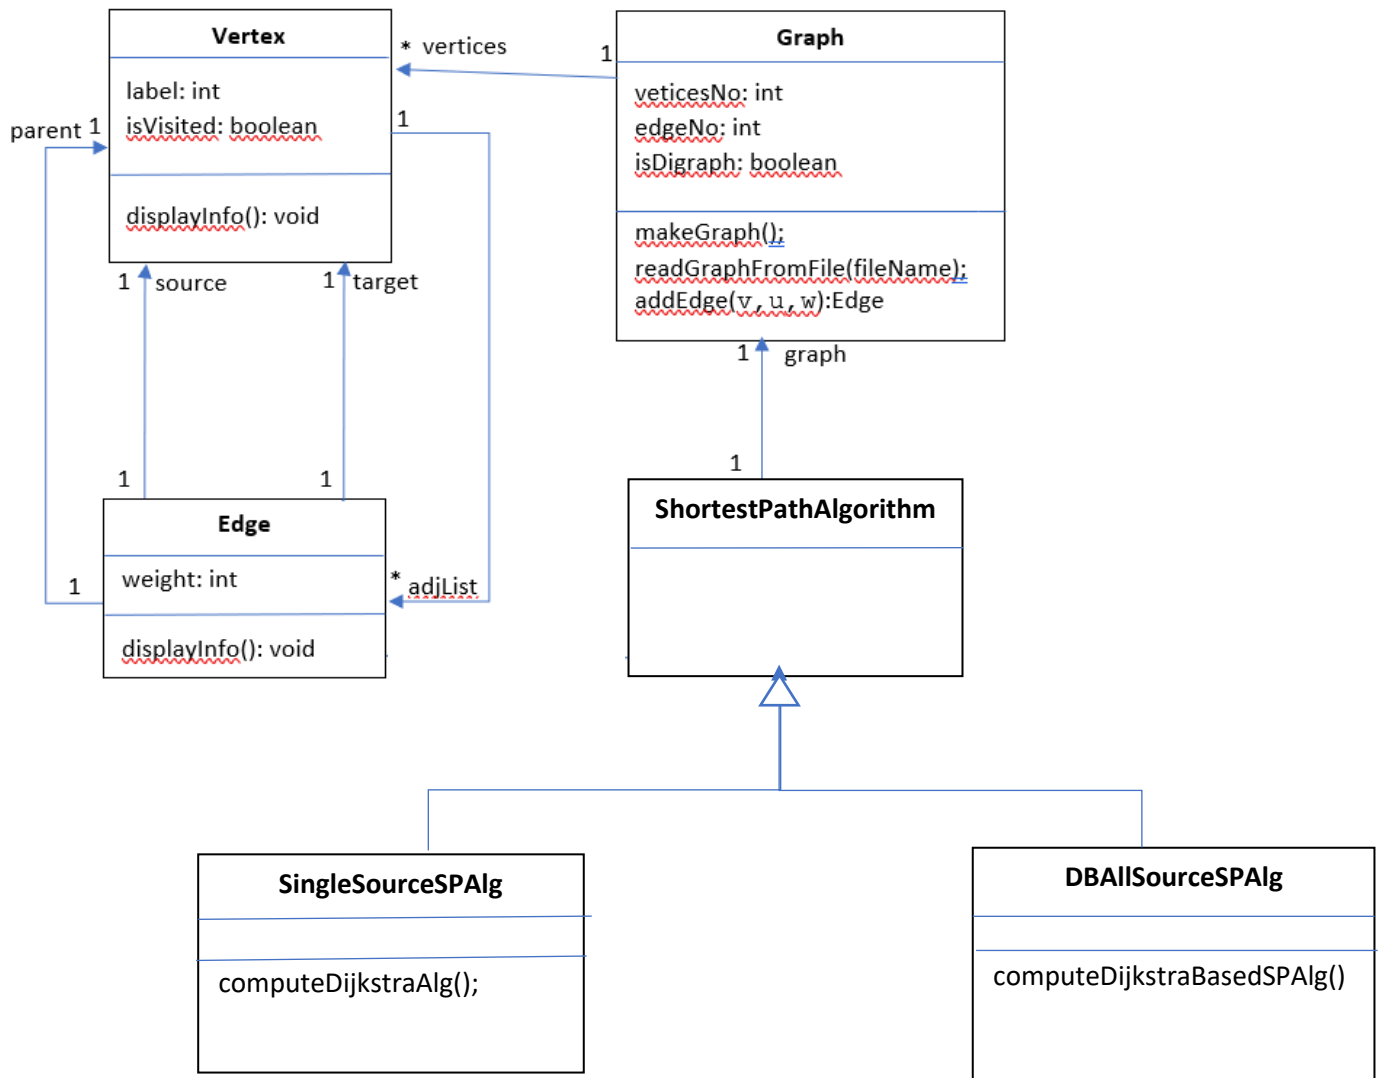 Vertex
label: int
isVisited: boolean
displayInfo(): void
parent 1
1
* vertices
1
Graph
veticesNo: int
edgeNo: int
isDigraph: boolean
makeGraph();
readGraphFromFile(fileName);
addEdge(v,u,w):Edge
1 source
1 target
1
1
1 graph
1
Edge
weight: int
displayInfo(): void
1
* adjList
ShortestPathAlgorithm
SingleSourceSPAlg
computeDijkstraAlg();
DBAllSourceSPAlg
computeDijkstraBasedSPAlg()